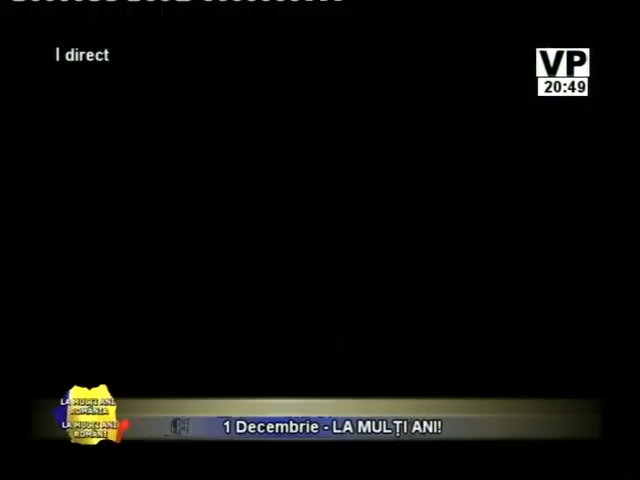 I direct
VP
20:49
LA MULȚI ANI
ROMÂNIA
LA MULȚI ANI
ROMÂNI
1 Decembrie - LA MULȚI ANI!